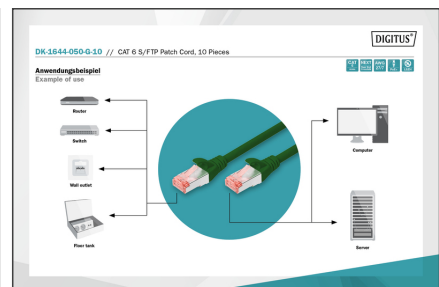 DIGITUS®
DK-1644-050-G-10 // CAT 6 S/FTP Patch Cord, 10 Pieces
Anwendungsbeispiel
Example of use
Router
Switch
Wall outlet
Floor tank
Computer
Server